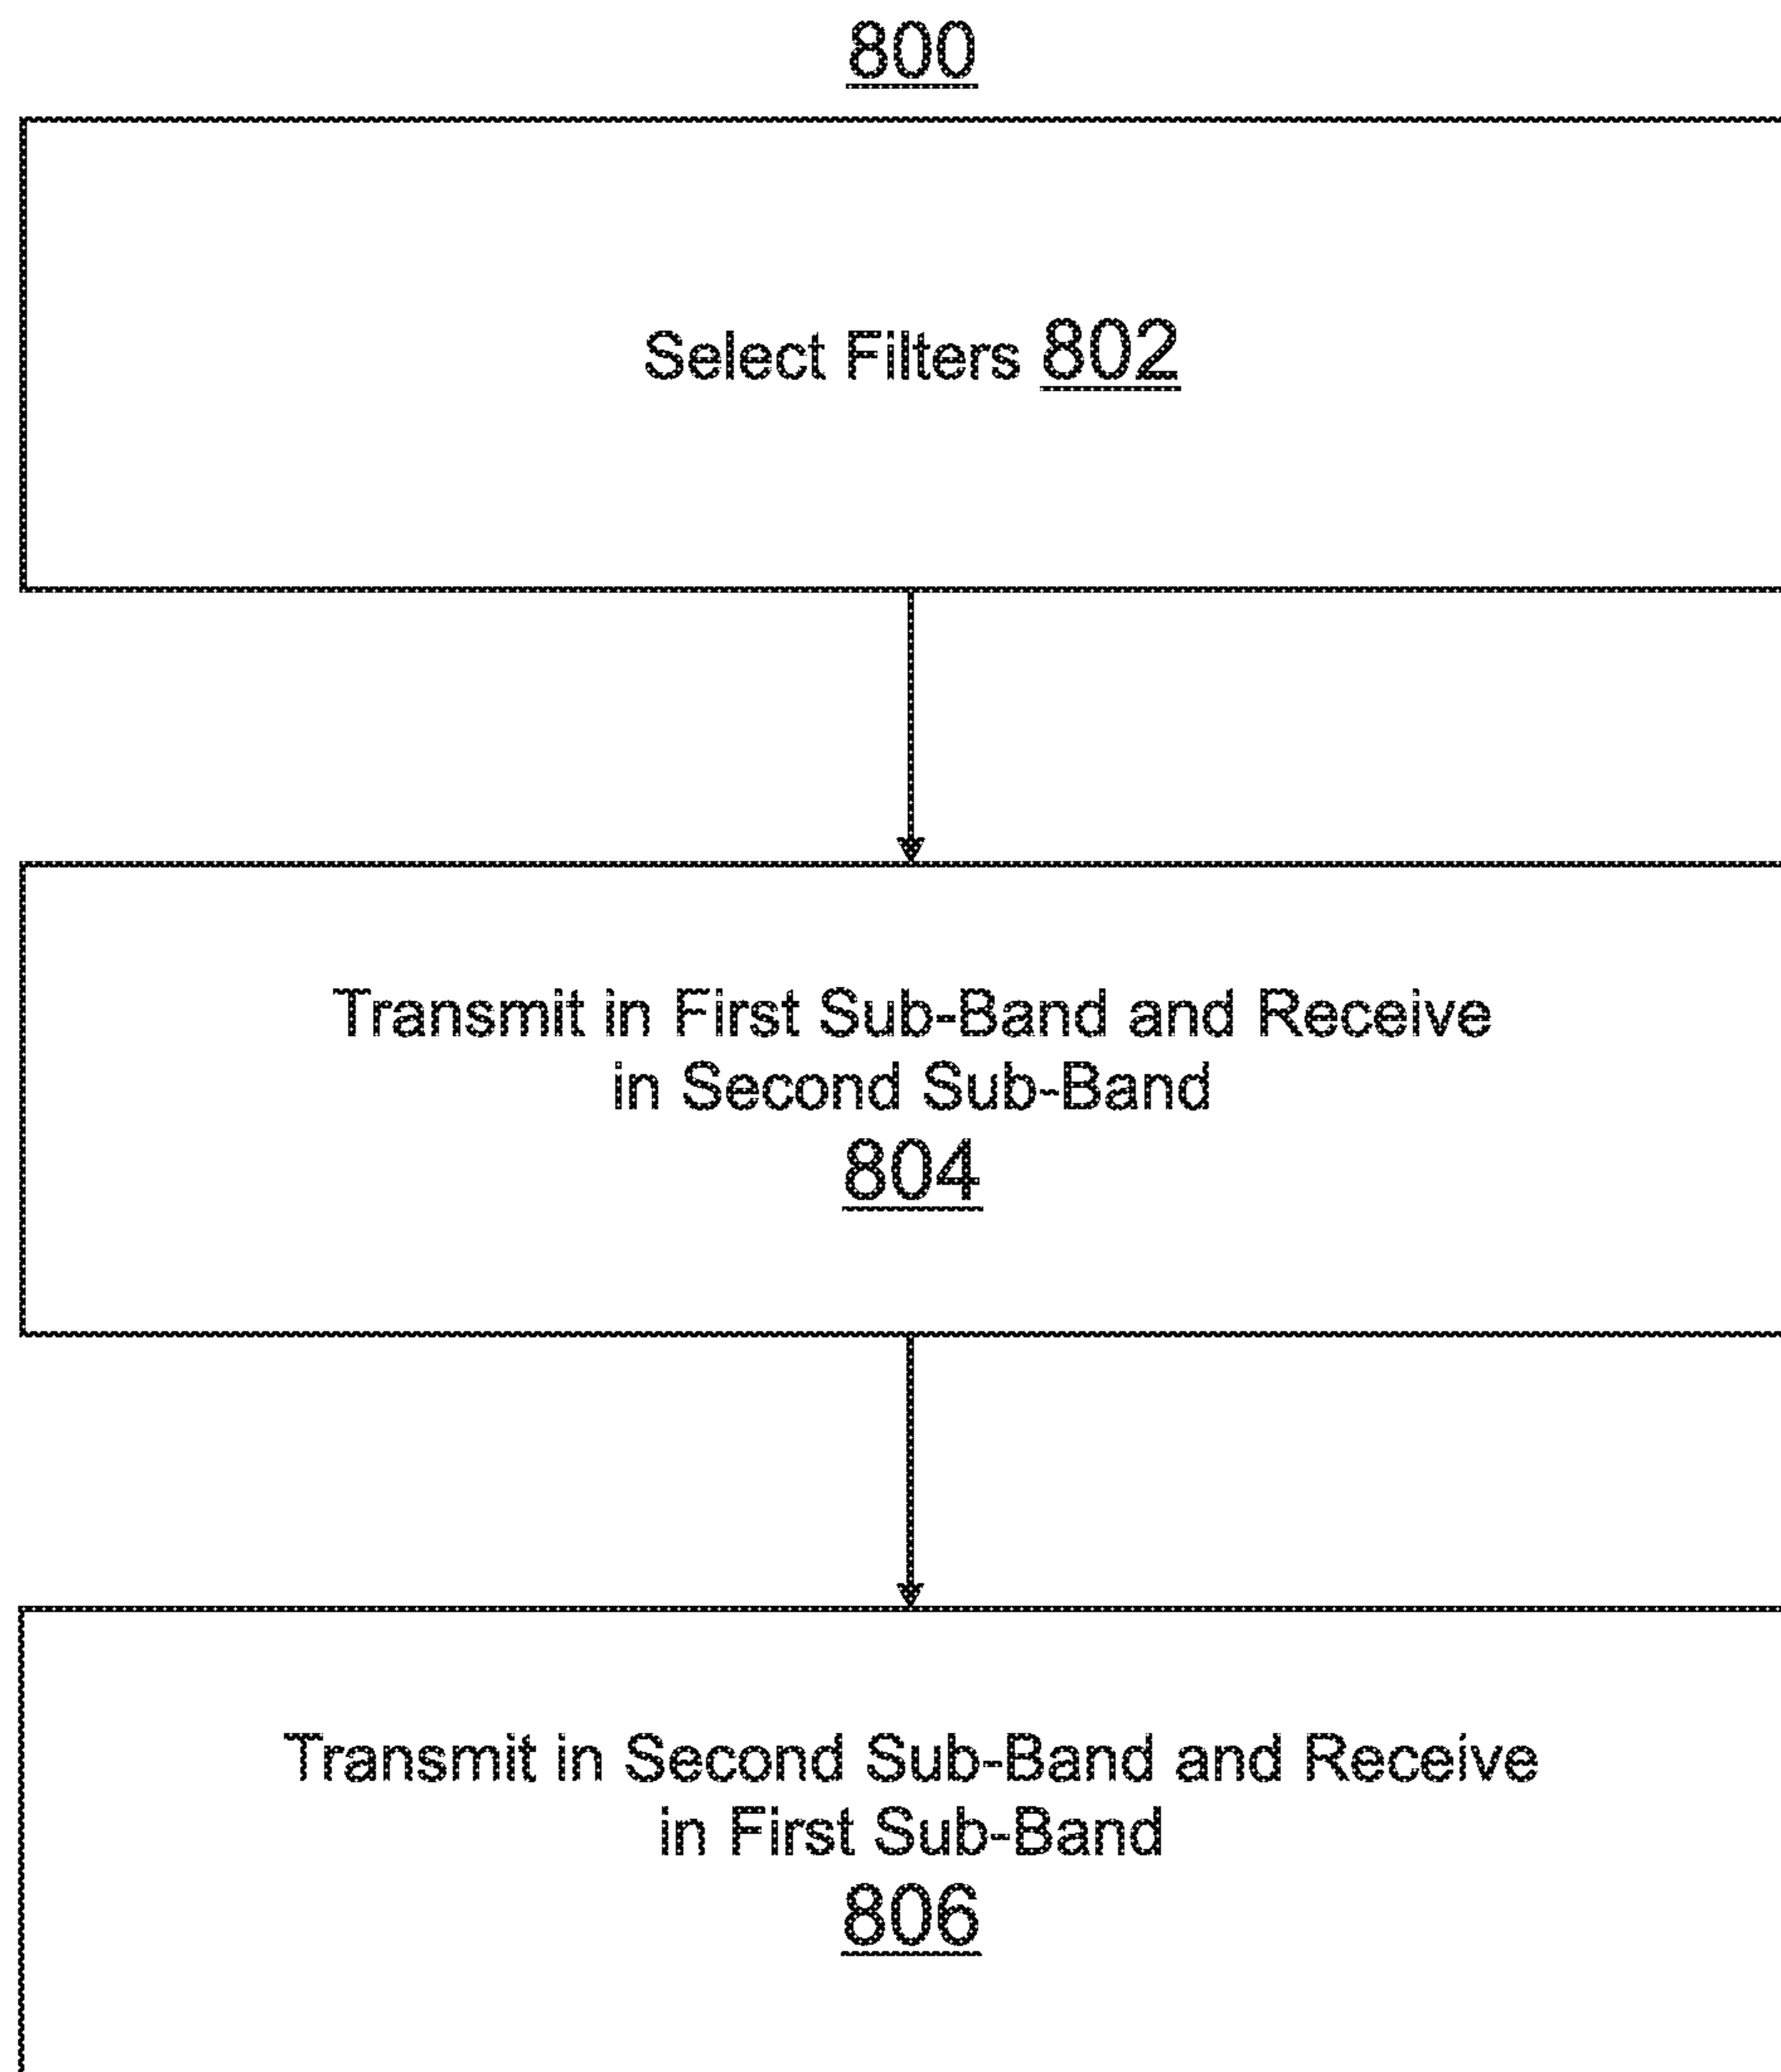 800
Select Filters 802
Transmit in First Sub-Band and Receive
in Second Sub-Band
804
Transmit in Second Sub-Band and Receive
in First Sub-Band
806